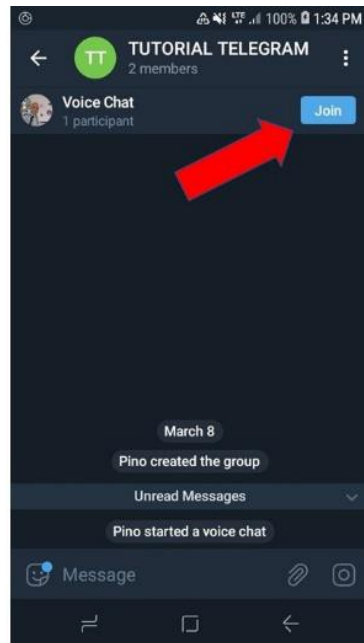 LTE 100% 1:34 PM
TT
TUTORIAL TELEGRAM
2 members
Voice Chat
1 participant
Join
March 8
Pino created the group
Unread Messages
Pino started a voice chat
Message